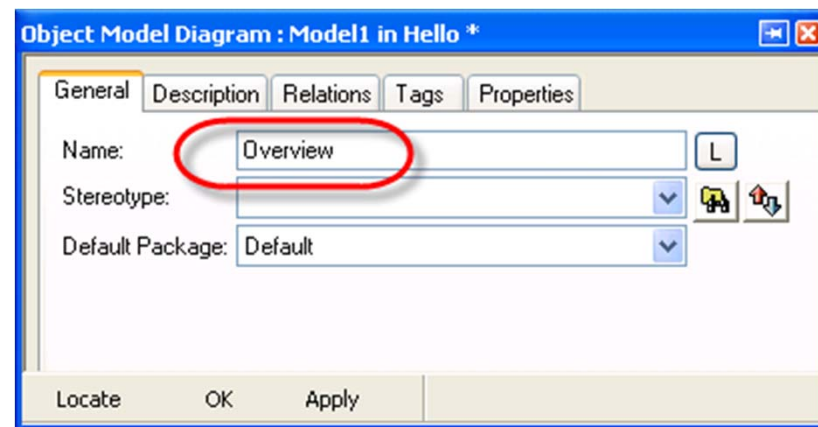 Object Model Diagram : Model1 in Hello *
General Description Relations Tags Properties
Name: Overview L
Stereotype:
Default Package: Default
Locate OK Apply